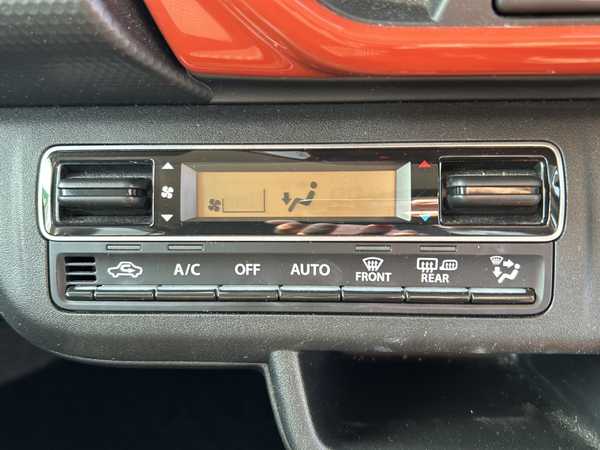 A/C OFF AUTO FRONT REAR